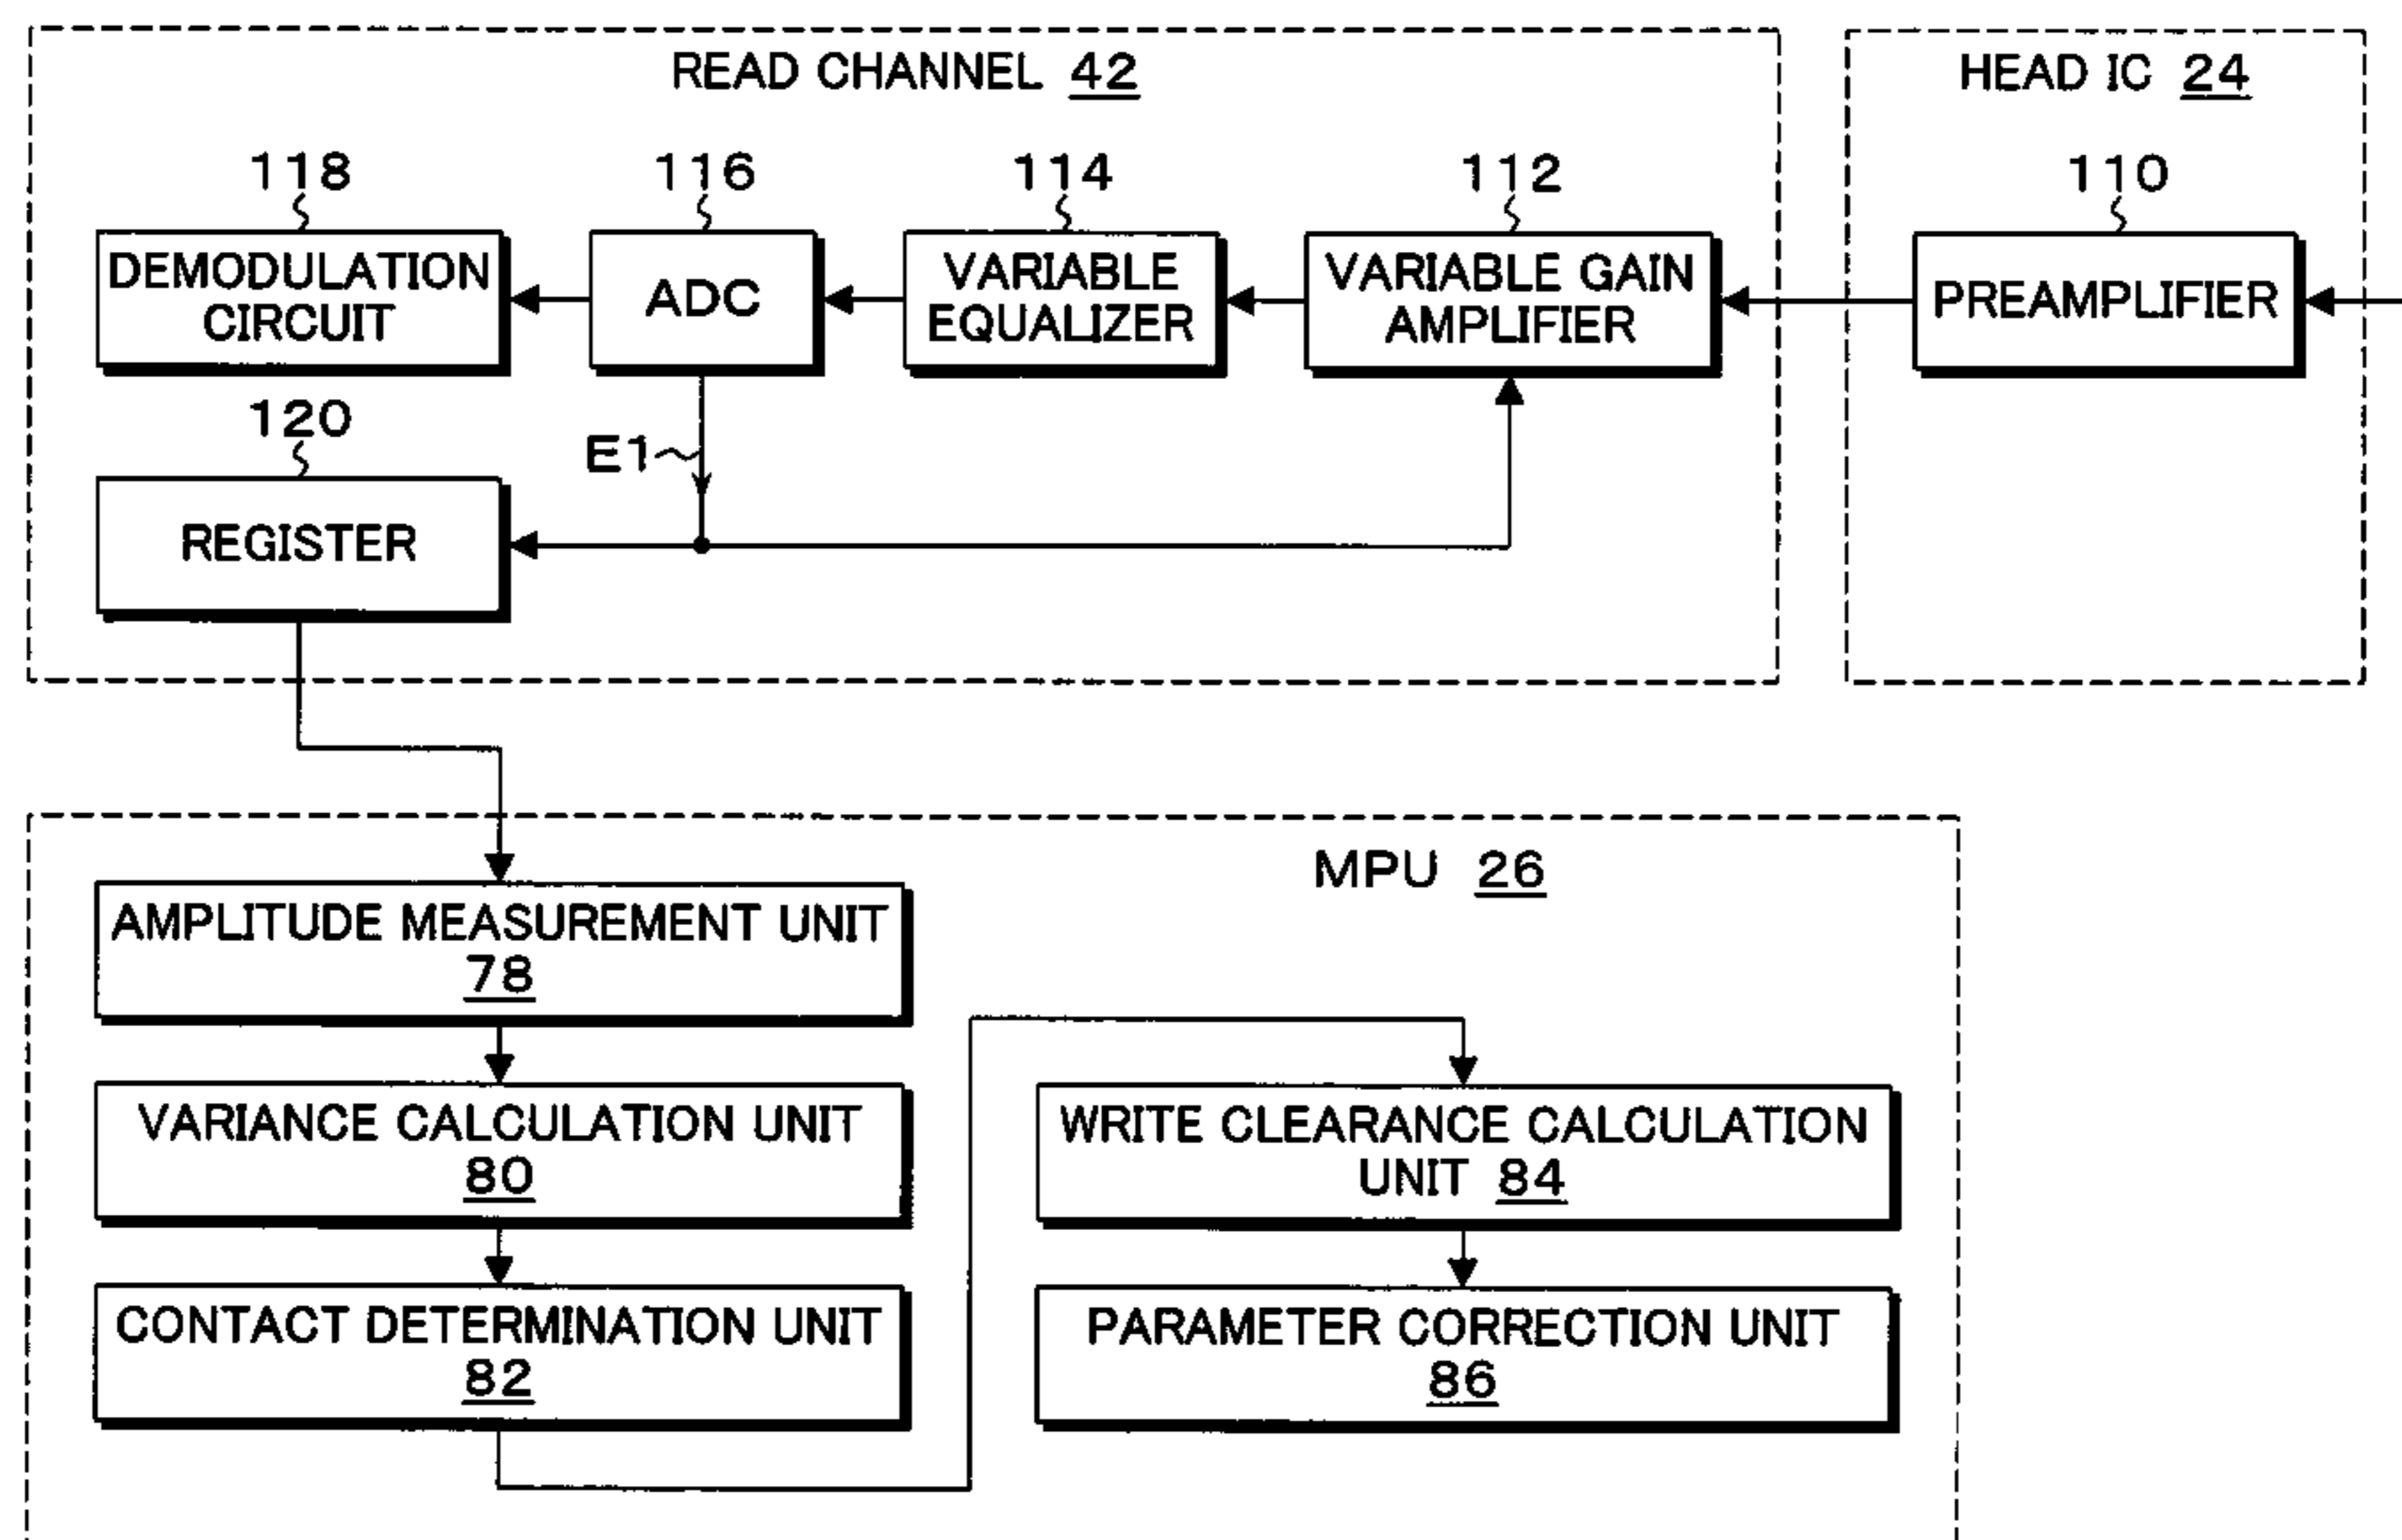 READ CHANNEL 42
HEAD IC 24
118
116
114
112
110
DEMODULATION
CIRCUIT
ADC
VARIABLE
EQUALIZER
VARIABLE GAIN
AMPLIFIER
PREAMPLIFIER
120
E1
REGISTER
MPU 26
AMPLITUDE MEASUREMENT UNIT
78
VARIANCE CALCULATION UNIT
80
WRITE CLEARANCE CALCULATION
UNIT 84
CONTACT DETERMINATION UNIT
82
PARAMETER CORRECTION UNIT
86